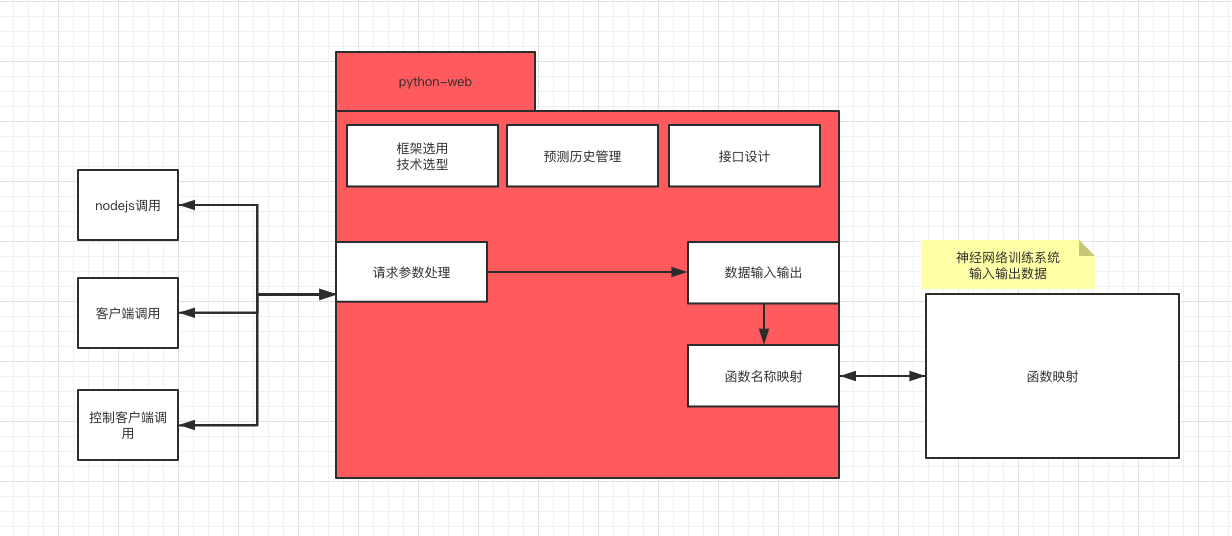 python-web
框架选用
技术选型
预测历史管理
接口设计
nodejs调用
请求参数处理
数据输入输出
神经网络训练系统
输入输出数据
客户端调用
函数名称映射
函数映射
控制客户端调
用